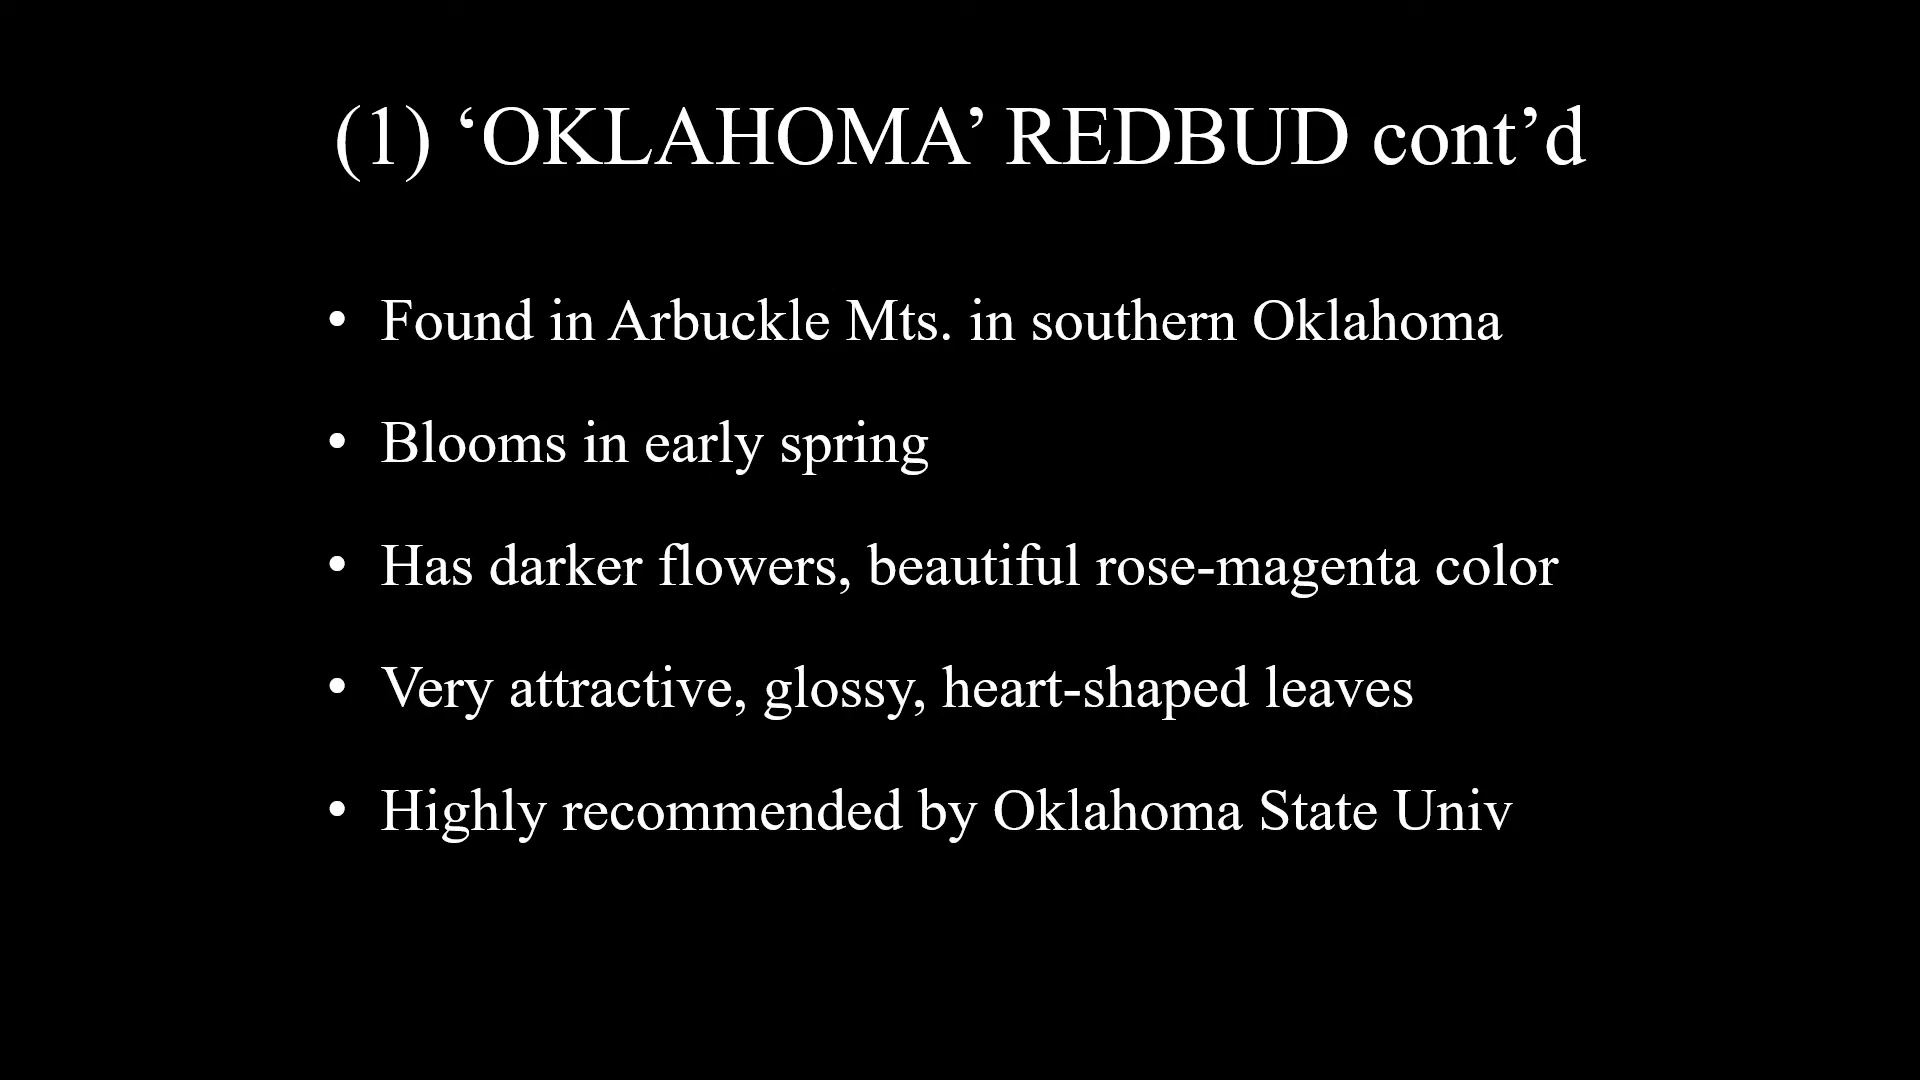 (1) ‘OKLAHOMA’ REDBUD cont’d
• Found in Arbuckle Mts. in southern Oklahoma
• Blooms in early spring
• Has darker flowers, beautiful rose-magenta color
• Very attractive, glossy, heart-shaped leaves
• Highly recommended by Oklahoma State Univ